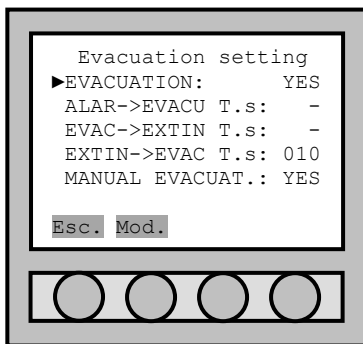 Evacuation setting
►EVACUATION: YES
ALAR->EVACU T.s: -
EVAC->EXTIN T.s: -
EXTIN->EVAC T.s: 010
MANUAL EVACUAT.: YES
Esc. Mod.